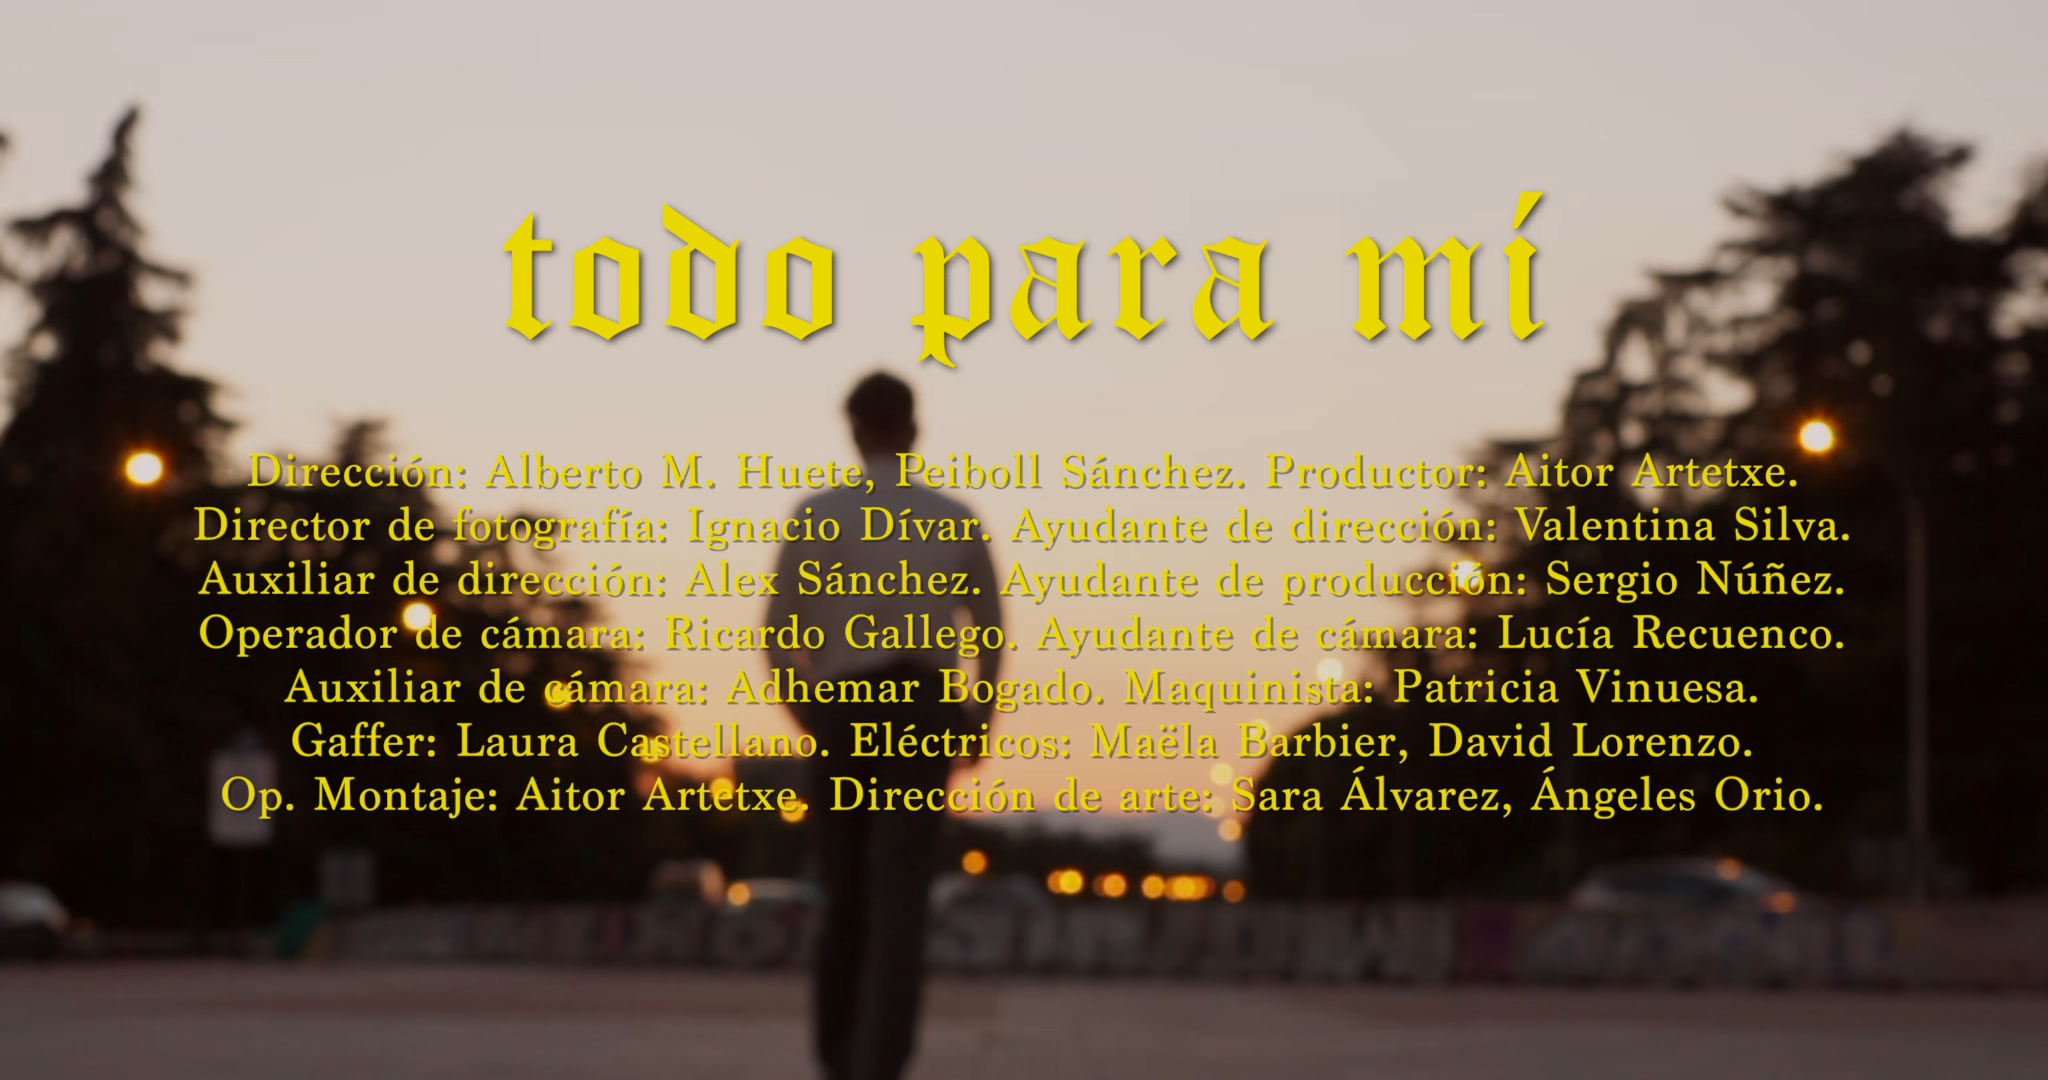 todo para mí
Dirección: Alberto M. Huete, Peiboll Sánchez. Productor: Aitor Artetxe.
Director de fotografía: Ignacio Dívar. Ayudante de dirección: Valentina Silva.
Auxiliar de dirección: Alex Sánchez. Ayudante de producción: Sergio Núñez.
Operador de cámara: Ricardo Gallego. Ayudante de cámara: Lucía Recuenco.
Auxiliar de cámara: Adhemar Bogado. Maquinista: Patricia Vinuesa.
Gaffer: Laura Castellano. Eléctricos: Maëla Barbier, David Lorenzo.
Op. Montaje: Aitor Artetxe. Dirección de arte: Sara Álvarez, Ángeles Orio.